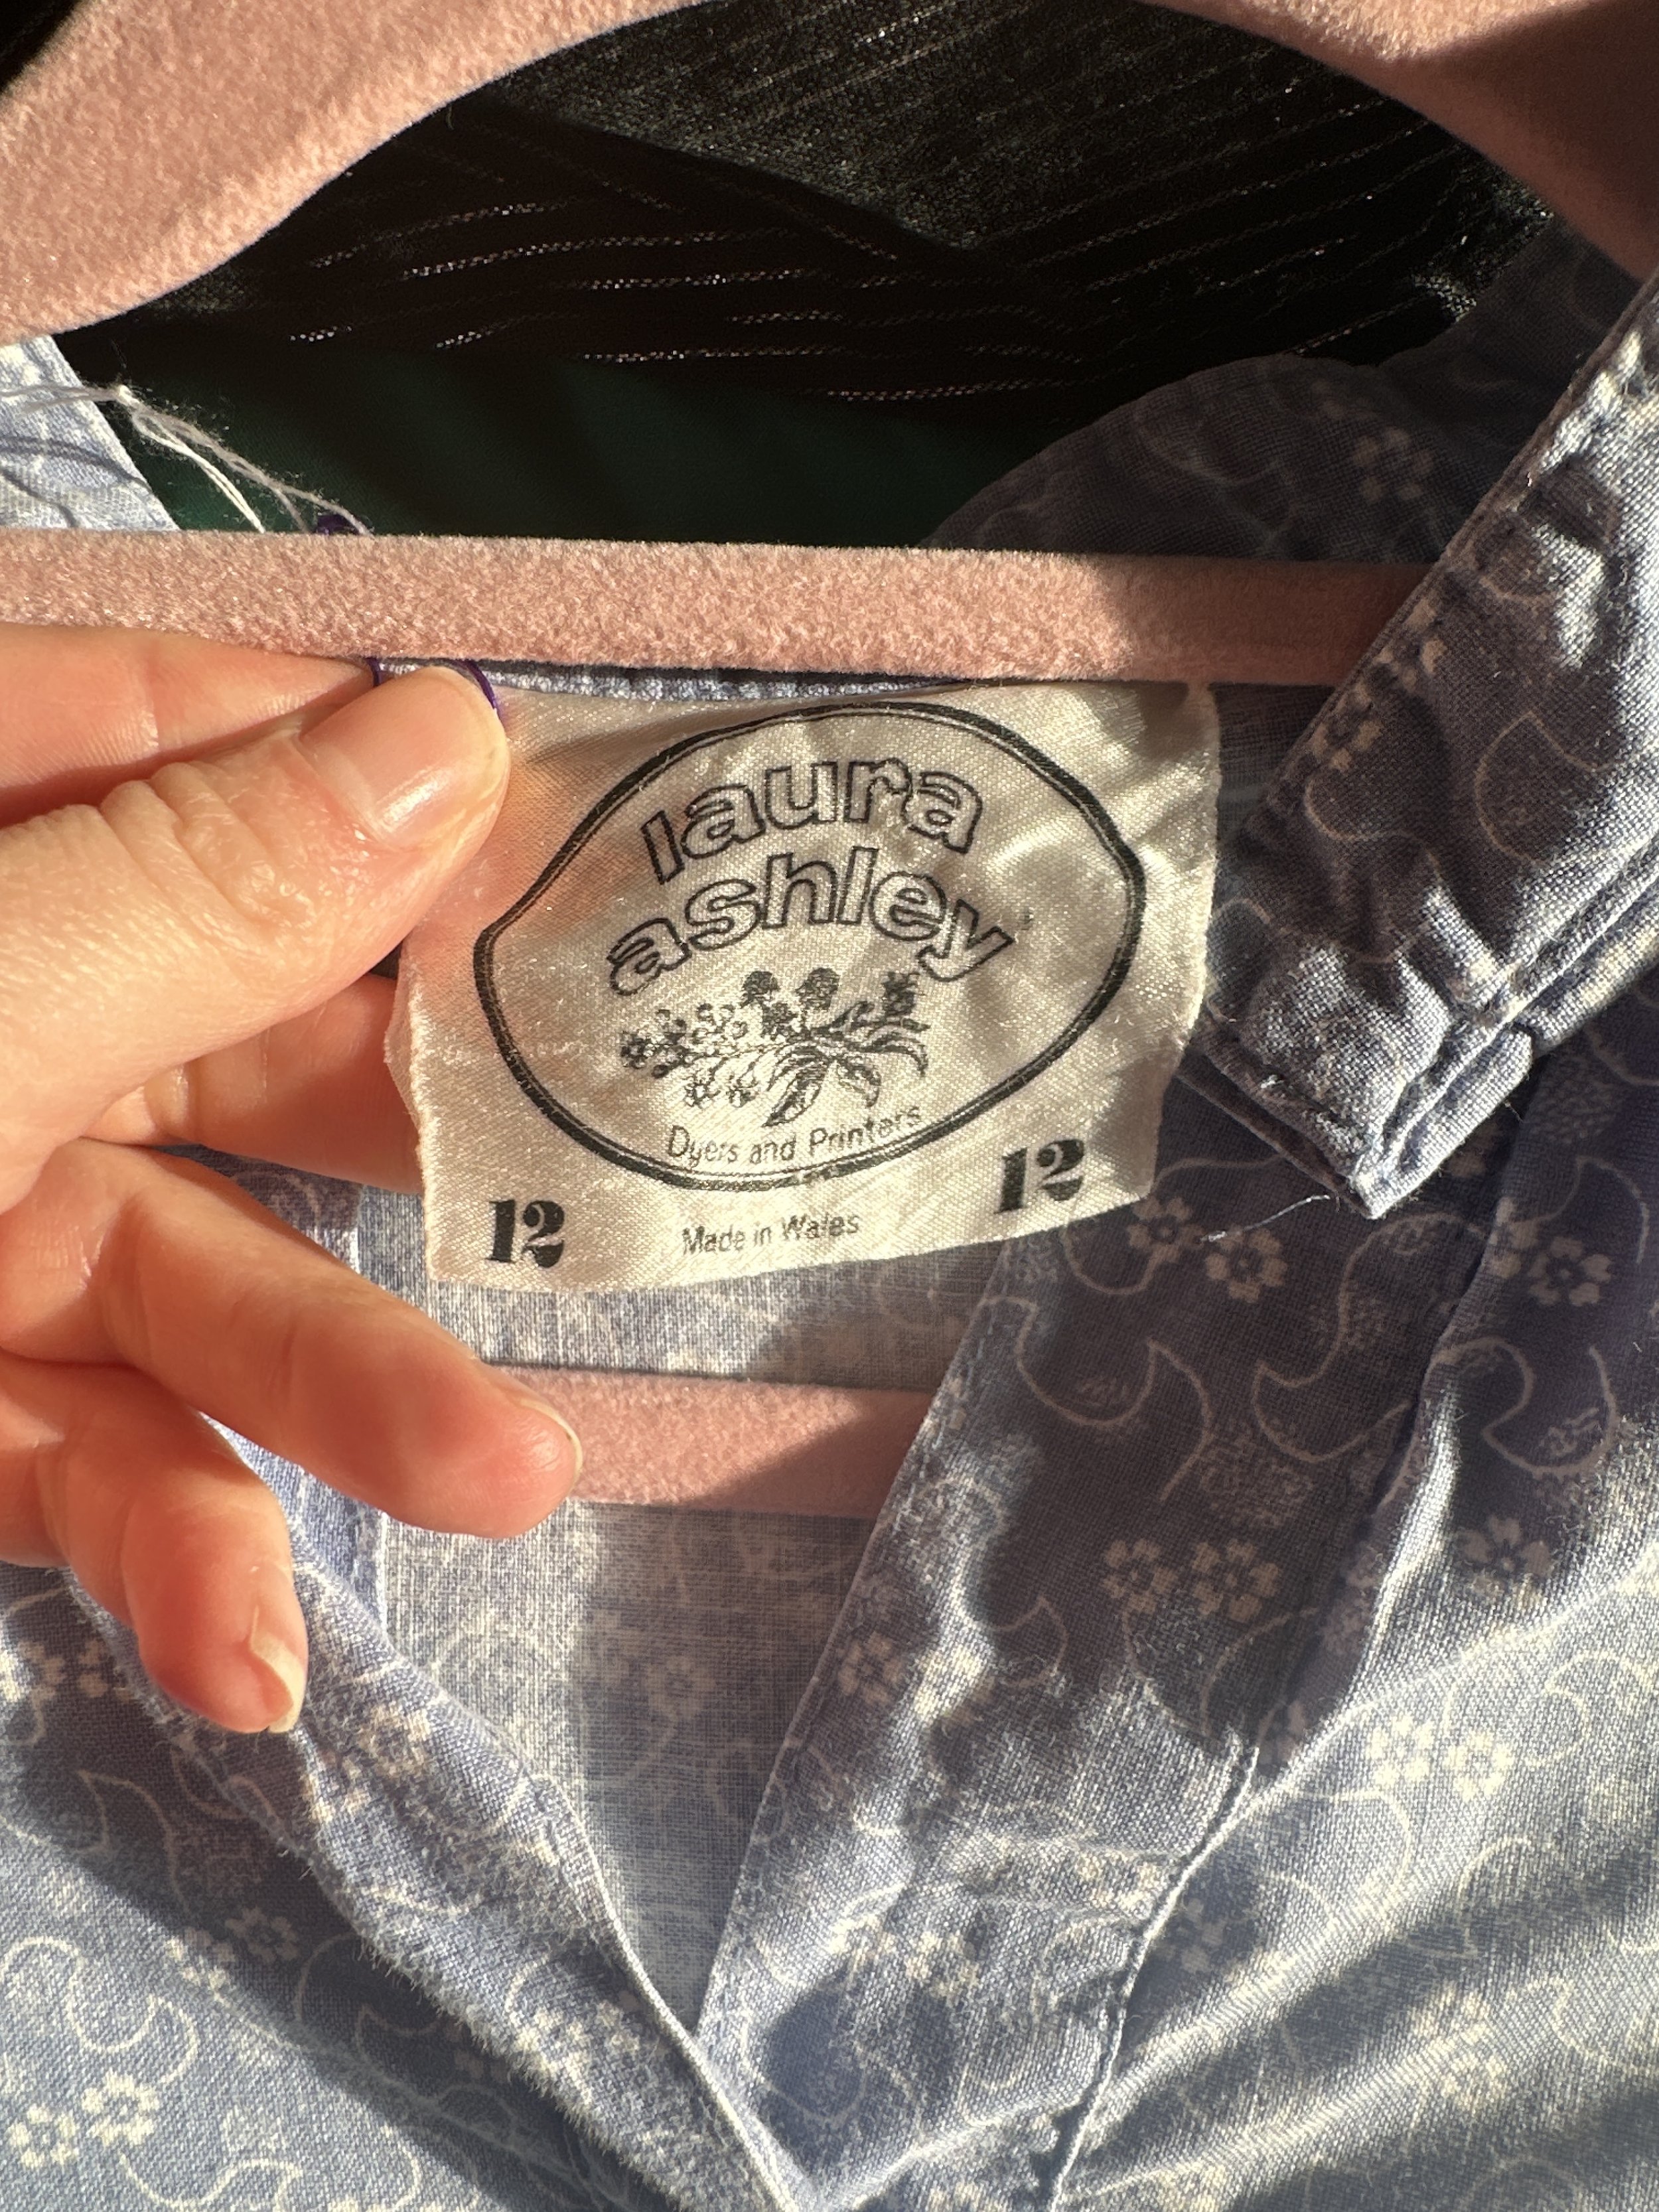 laura
ashley
Dyers and Printers
12
12
Made in Wales